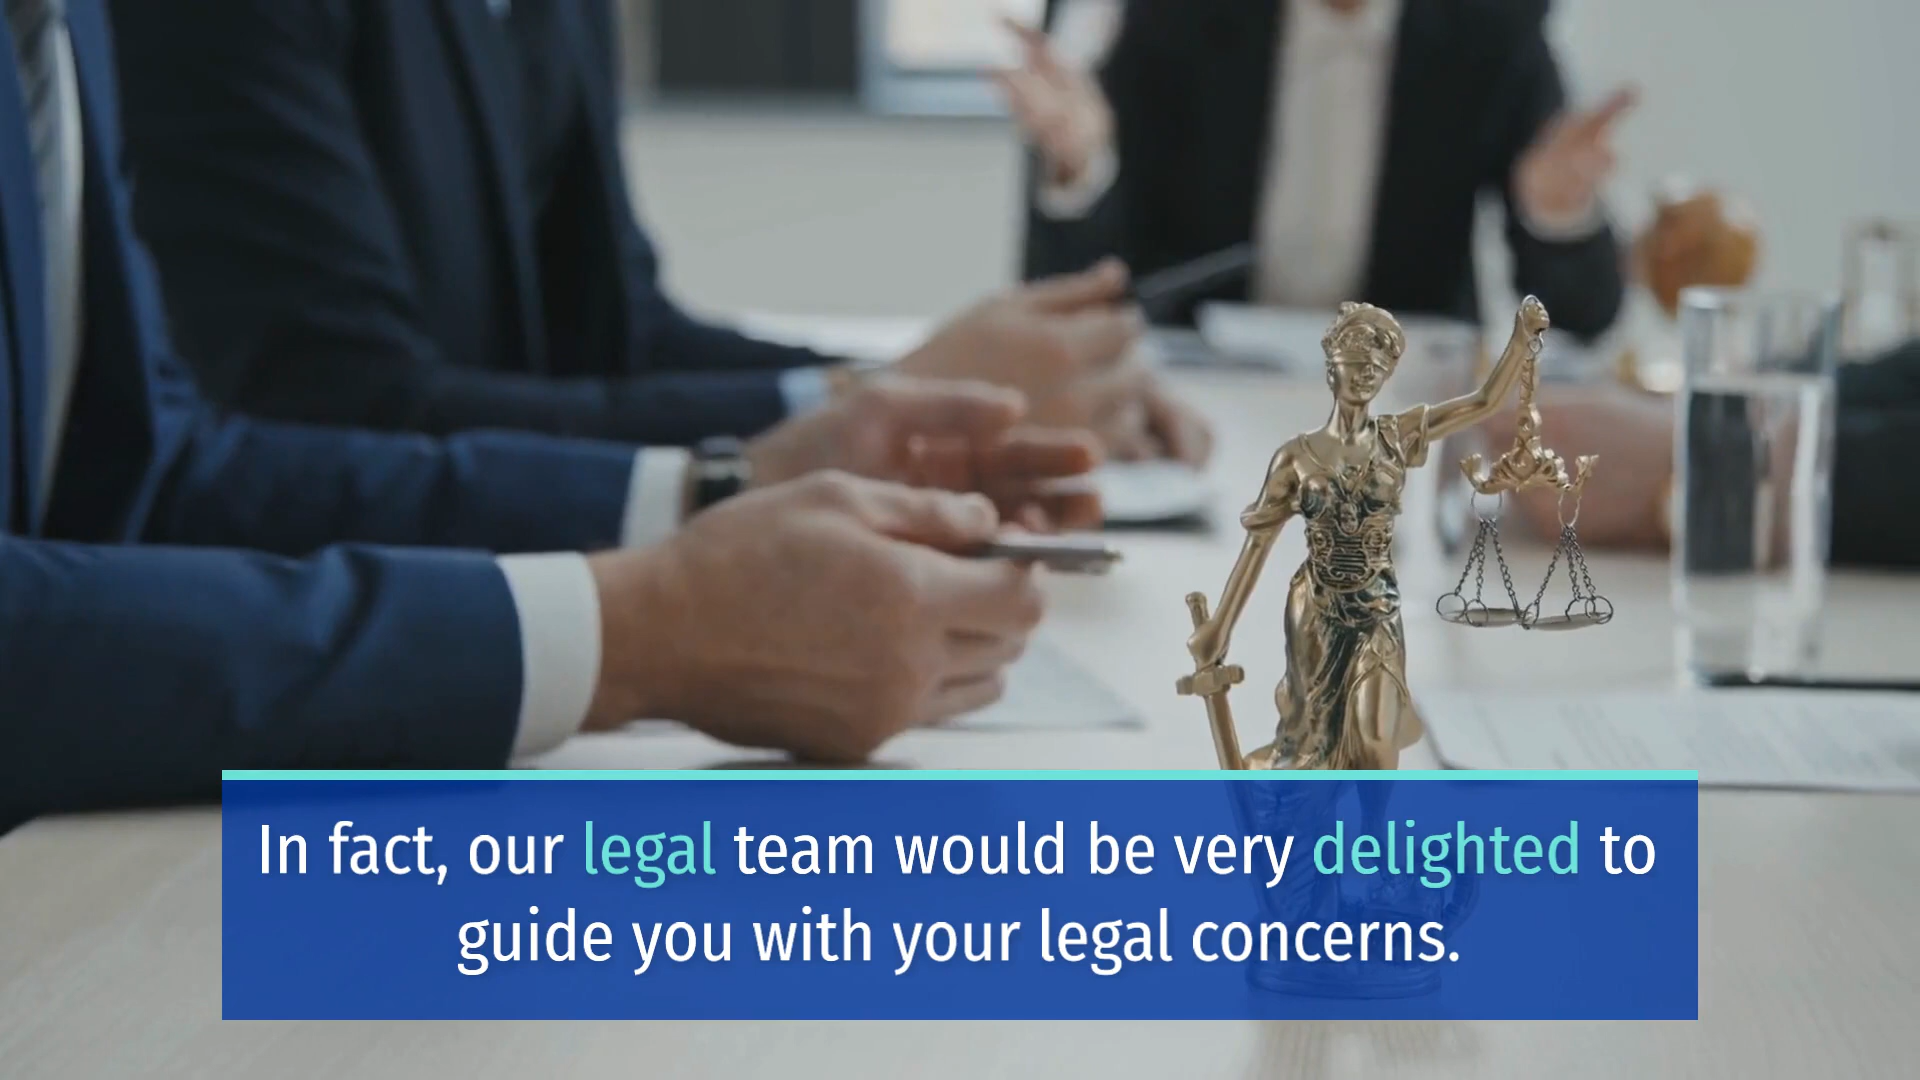 In fact, our legal team would be very delighted to
guide you with your legal concerns.